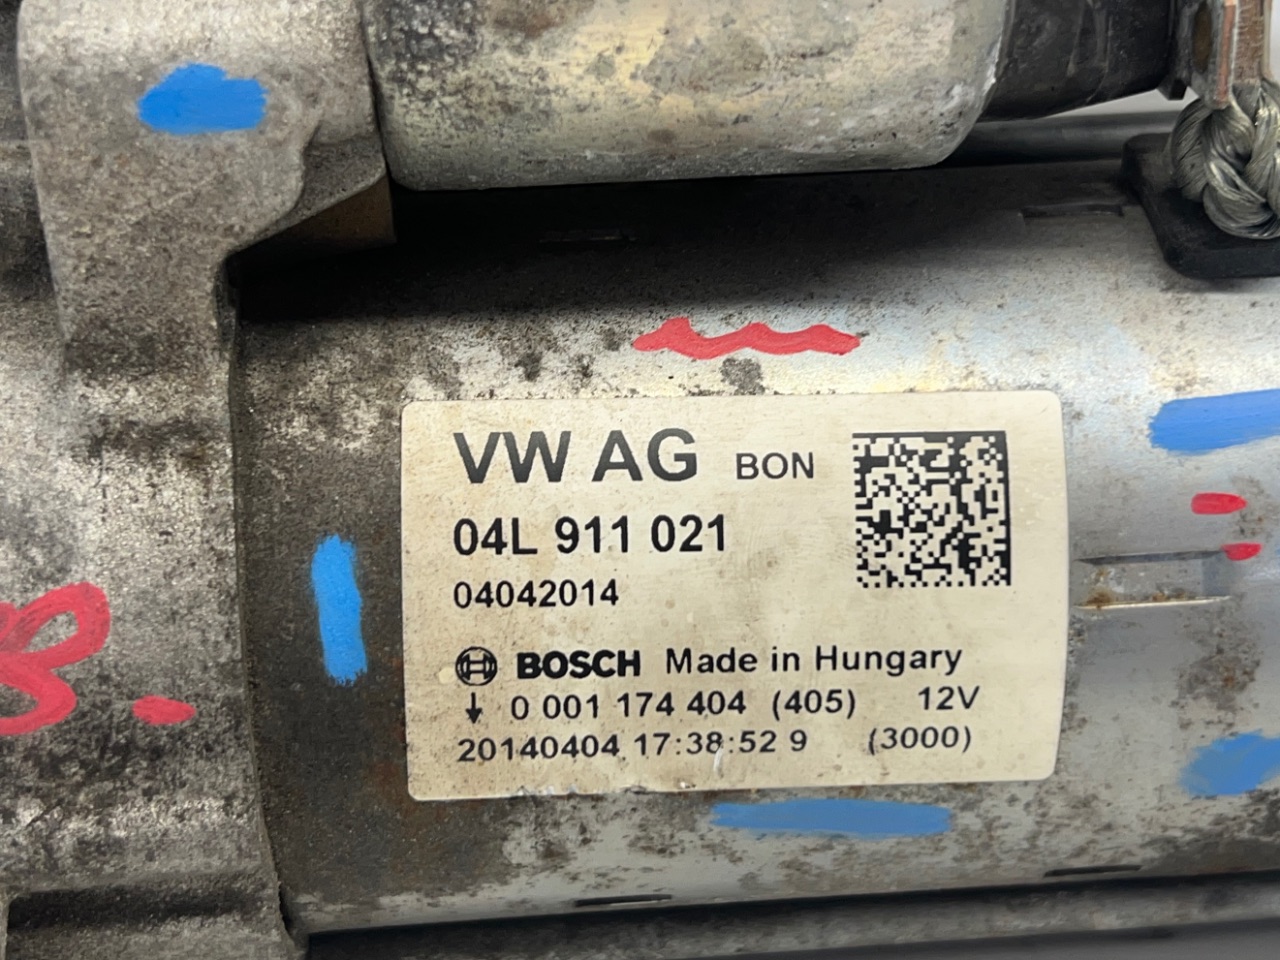 VW AG BON
04L 911 021
04042014
BOSCH Made in Hungary
↓ 0 001 174 404 (405) 12V
20140404 17:38:52 9 (3000)